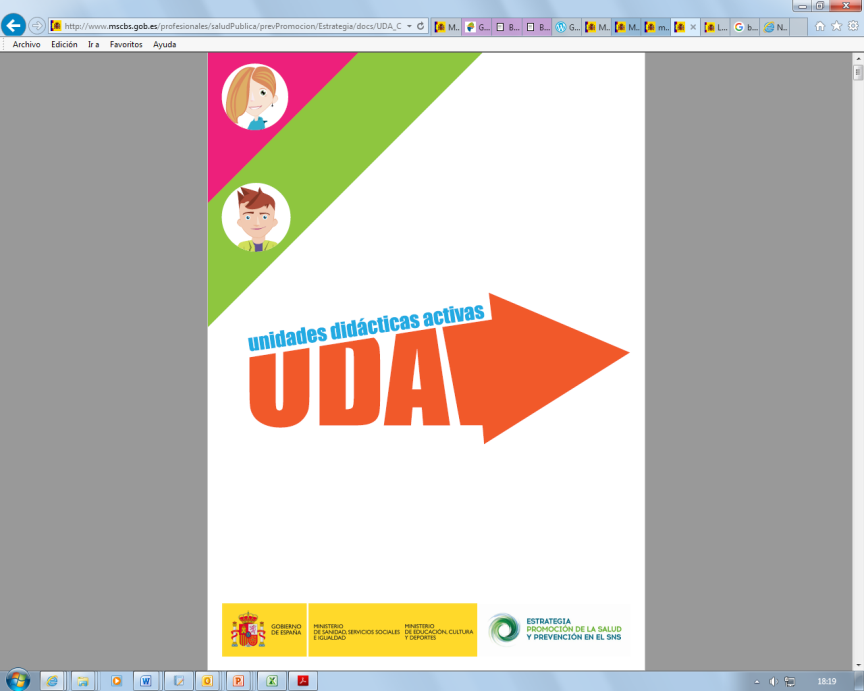 http://www.mscbs.gob.es/profesionales/saludPublica/prevPromocion/Estrategia/docs/UDA_C
M...
G...
B...
B...
G...
M...
M...
m...
L...
b...
N...
Archivo Edición Ir a Favoritos Ayuda
unidades didácticas activas
UDA
GOBIERNO
DE ESPAÑA
MINISTERIO
DE SANIDAD, SERVICIOS SOCIALES
E IGUALDAD
MINISTERIO
DE EDUCACIÓN, CULTURA
Y DEPORTES
ESTRATEGIA
PROMOCIÓN DE LA SALUD
Y PREVENCIÓN EN EL SNS
18:19